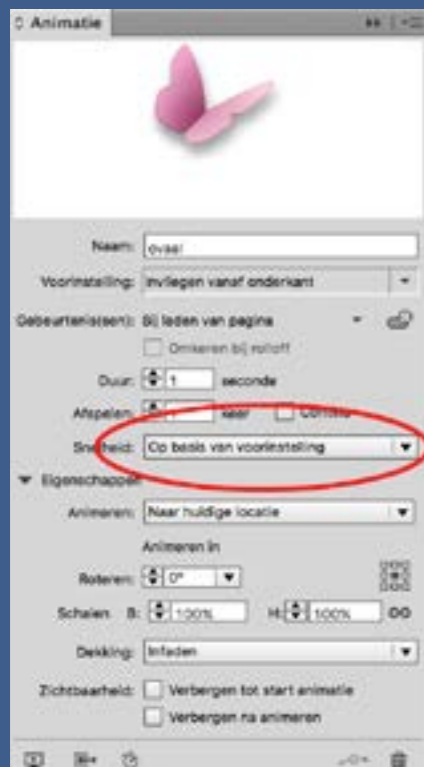 Animatie
Naam: ovaal
Voorinstelling: Invliegen vanaf onderkant
Gebeurtenis(sen): Bij laden van pagina
Omkeren bij rolloff
Duur: 1 seconde
Afspelen: 1 keer Continu
Snelheid: Op basis van voorinstelling
Eigenschappen
Animeren: Naar huidige locatie
Animeren in
Roteren: 0°
Schalen B: 100% H: 100%
Dekking: Infaden
Zichtbaarheid: Verbergen tot start animatie
Verbergen na animeren